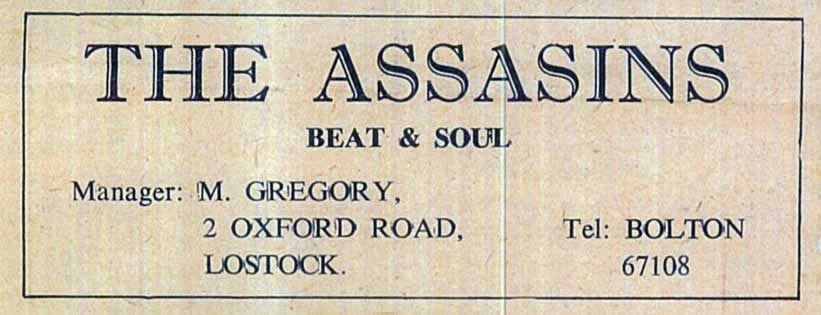 THE ASSASINS
BEAT & SOUL
Manager: M. GREGORY,
2 OXFORD ROAD, Tel: BOLTON
LOSTOCK. 67108